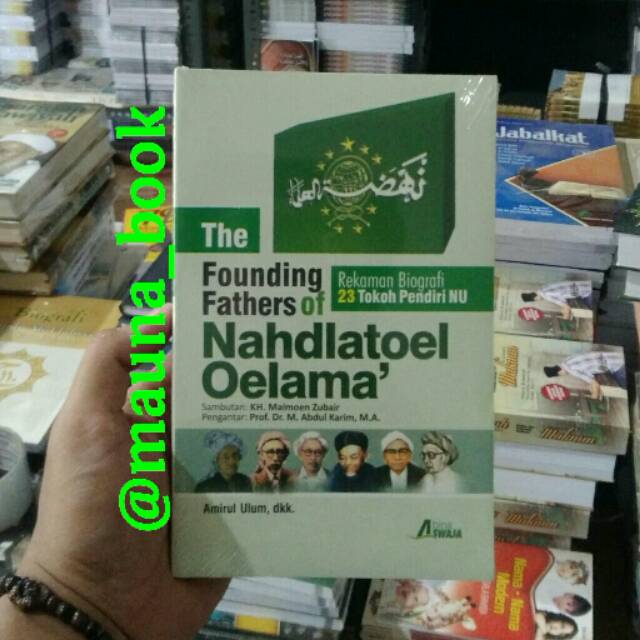 @mauna_book
نهضة العلماء
The
Founding
Fathers of
Nahdlatoel
Oelama'
Rekaman Biografi
23 Tokoh Pendiri NU
Sambutan: KH. Maimoen Zubair
Pengantar: Prof. Dr. M. Abdul Karim, M.A.
Amirul Ulum, dkk.
ASWAJA
Jabalkat
Biografi